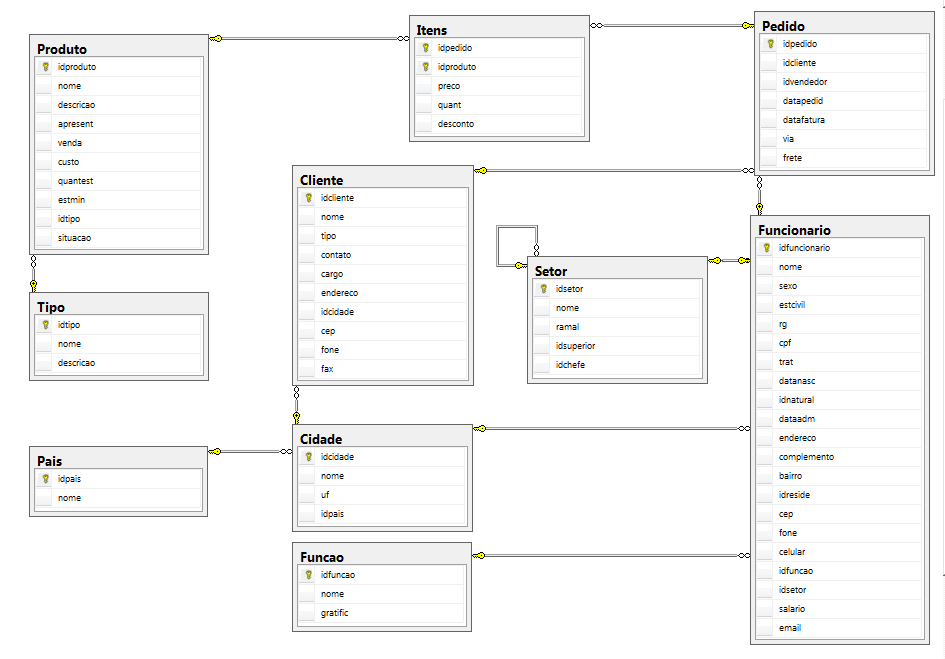 Produto
idproduto
nome
descricao
apresent
venda
custo
quantest
estmin
idtipo
situacao
Itens
idpedido
idproduto
preco
quant
desconto
Pedido
idpedido
idcliente
idvendedor
datapedid
datafatura
via
frete
Cliente
idcliente
nome
tipo
contato
cargo
endereco
idcidade
cep
fone
fax
Setor
idsetor
nome
ramal
idsuperior
idchefe
Funcionario
idfuncionario
nome
sexo
estcivil
rg
cpf
trat
datanasc
idnatural
dataadm
endereco
complemento
bairro
idreside
cep
fone
celular
idfuncao
idsetor
salario
email
Tipo
idtipo
nome
descricao
Pais
idpais
nome
Cidade
idcidade
nome
uf
idpais
Funcao
idfuncao
nome
gratific